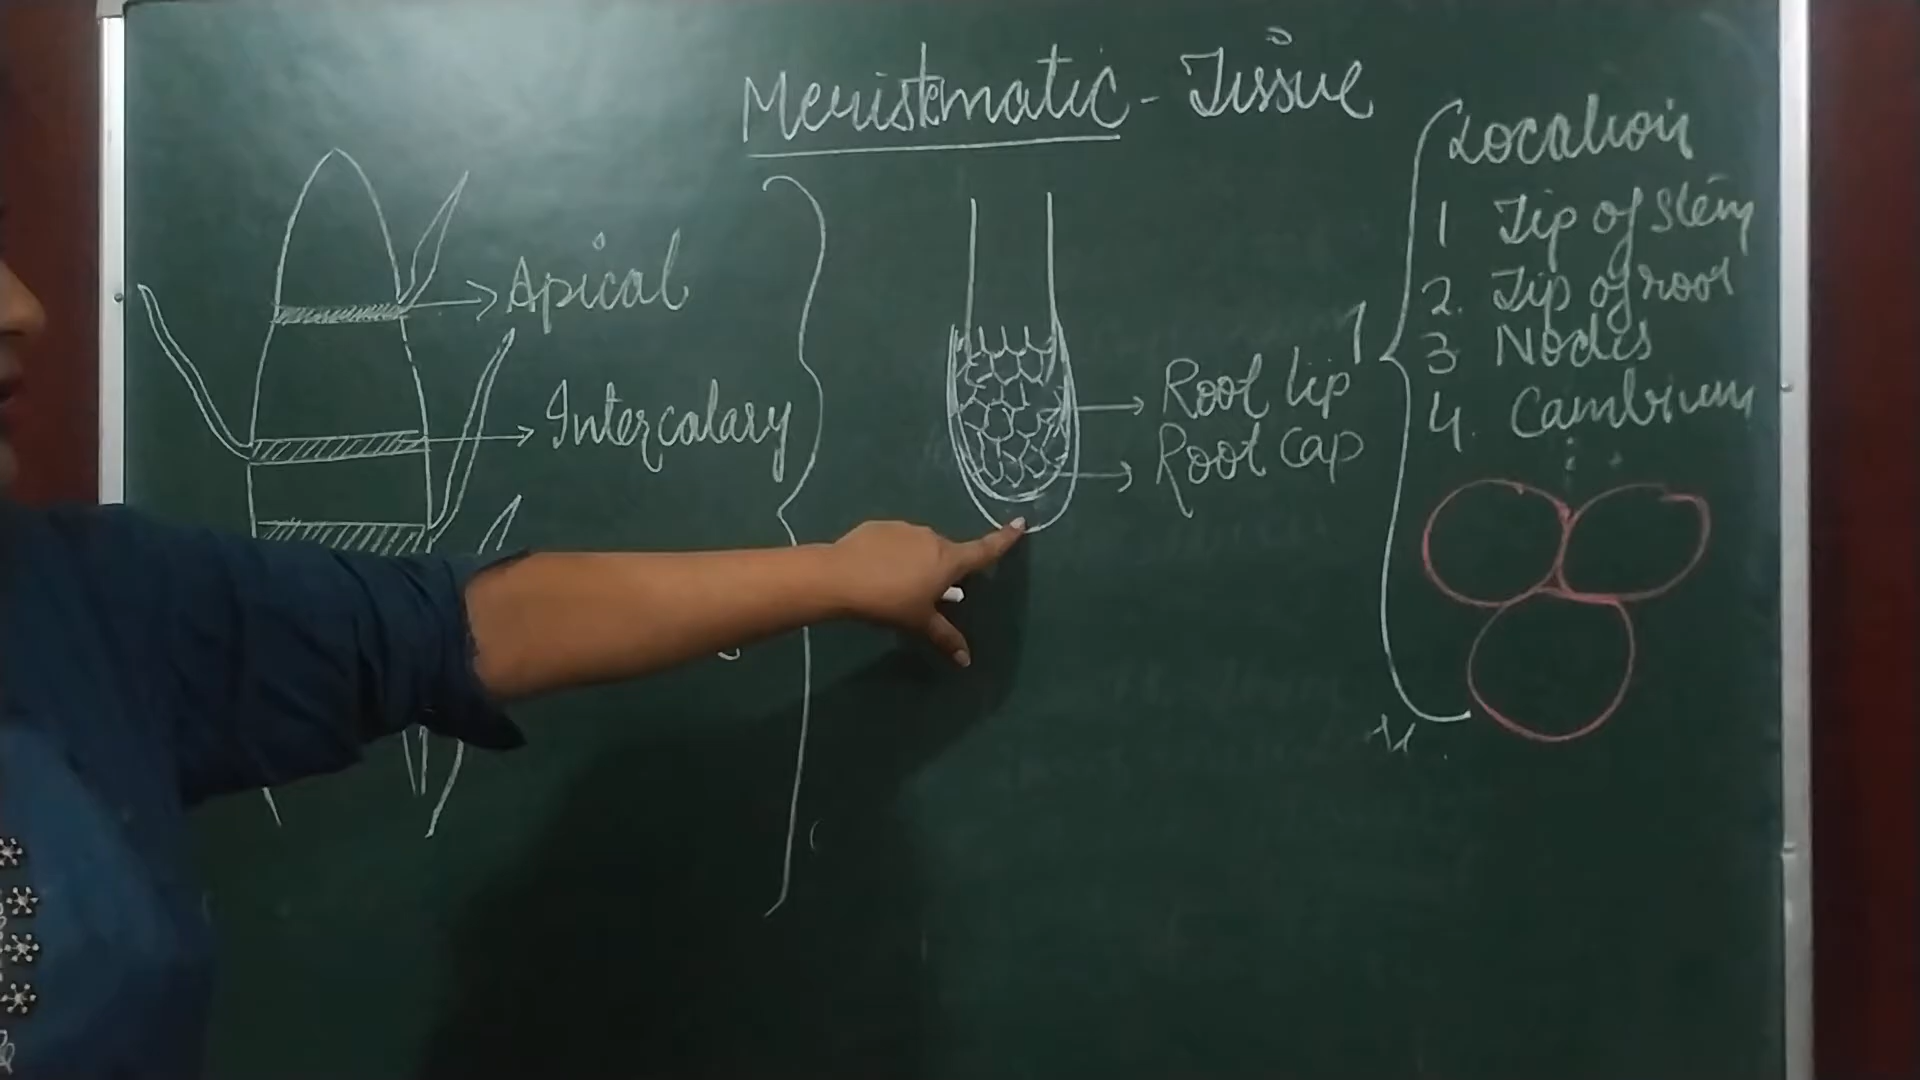 Meristematic - Tissue
Apical
Intercalary
Root tip
Root cap
Location
1 Tip of Stem
2. Tip of root
3 Nodes
4. Cambium